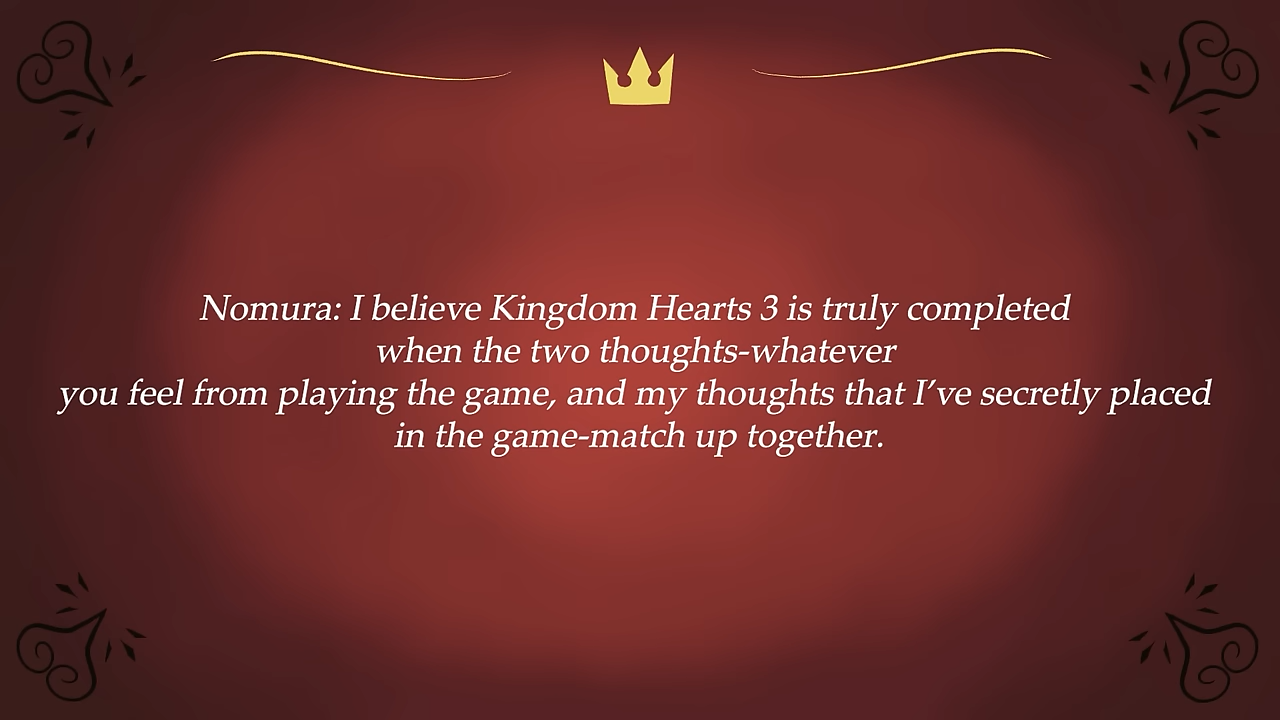 Nomura: I believe Kingdom Hearts 3 is truly completed
when the two thoughts-whatever
you feel from playing the game, and my thoughts that I’ve secretly placed
in the game-match up together.